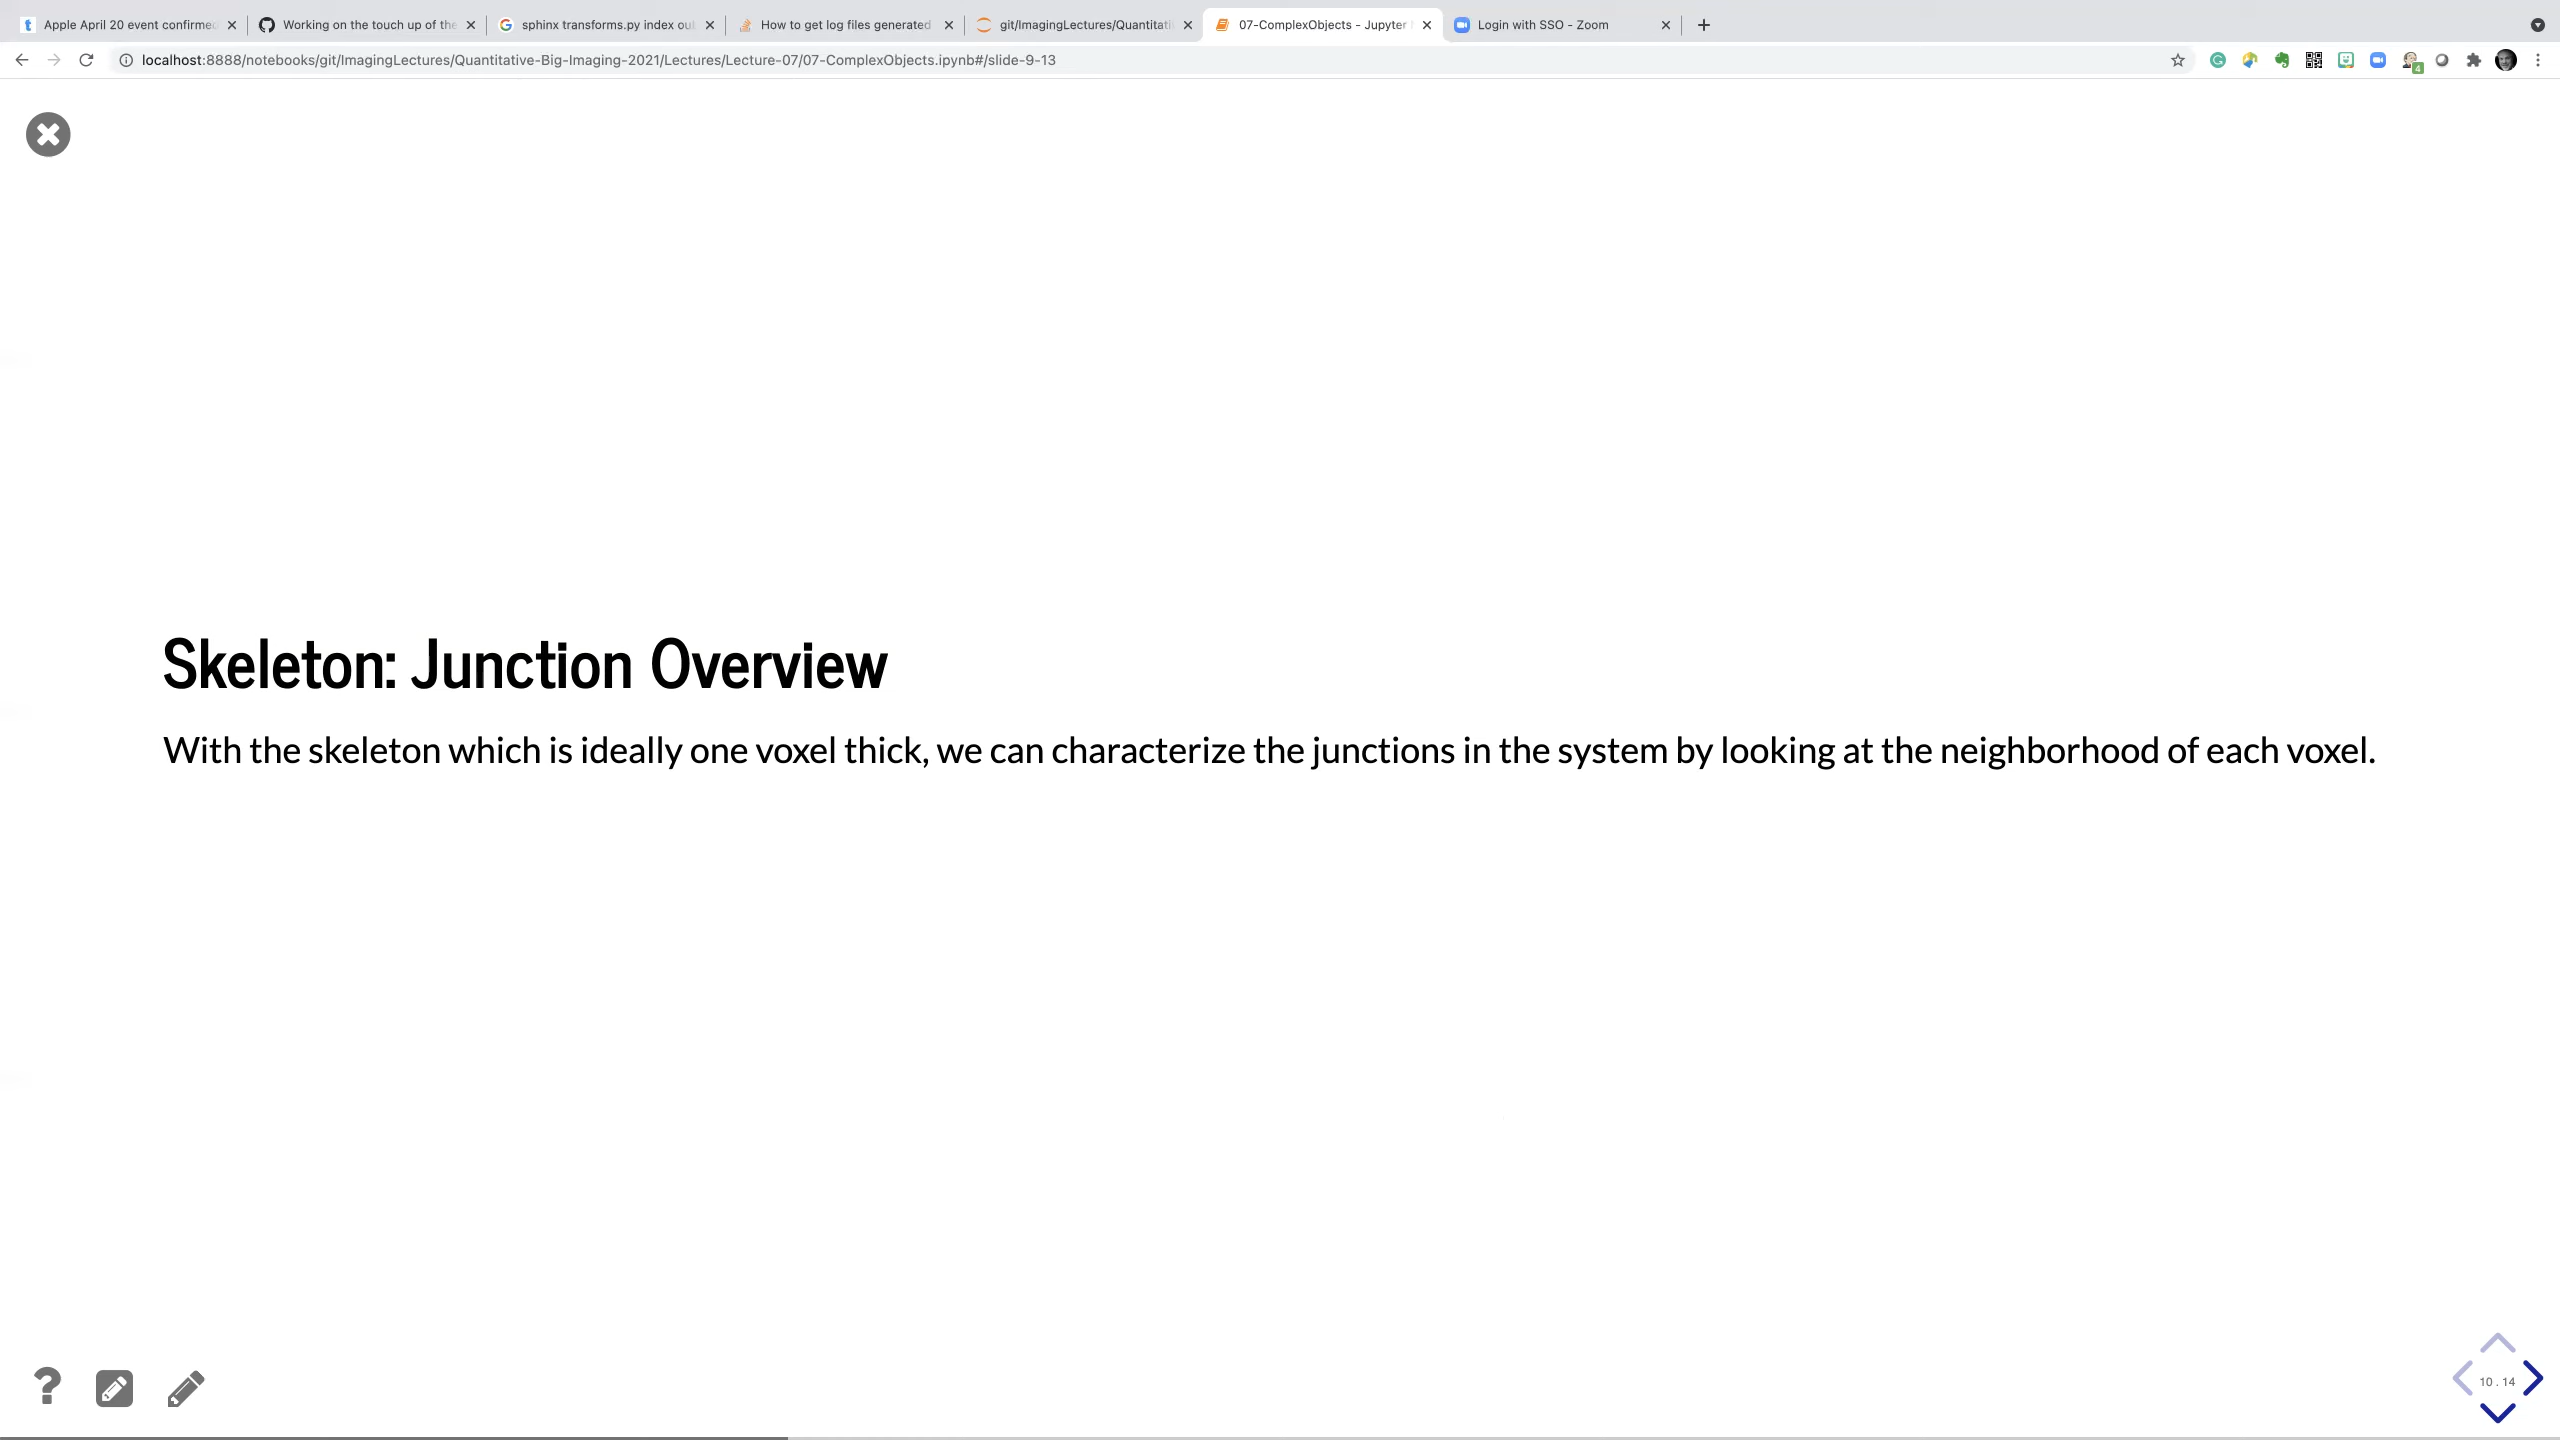 Apple April 20 event confirmed
Working on the touch up of the
sphinx transforms.py index ou
How to get log files generated
git/ImagingLectures/Quantitati
07-ComplexObjects - Jupyter
Login with SSO - Zoom
localhost:8888/notebooks/git/ImagingLectures/Quantitative-Big-Imaging-2021/Lectures/Lecture-07/07-ComplexObjects.ipynb#/slide-9-13
4
Skeleton: Junction Overview
With the skeleton which is ideally one voxel thick, we can characterize the junctions in the system by looking at the neighborhood of each voxel.
10 . 14